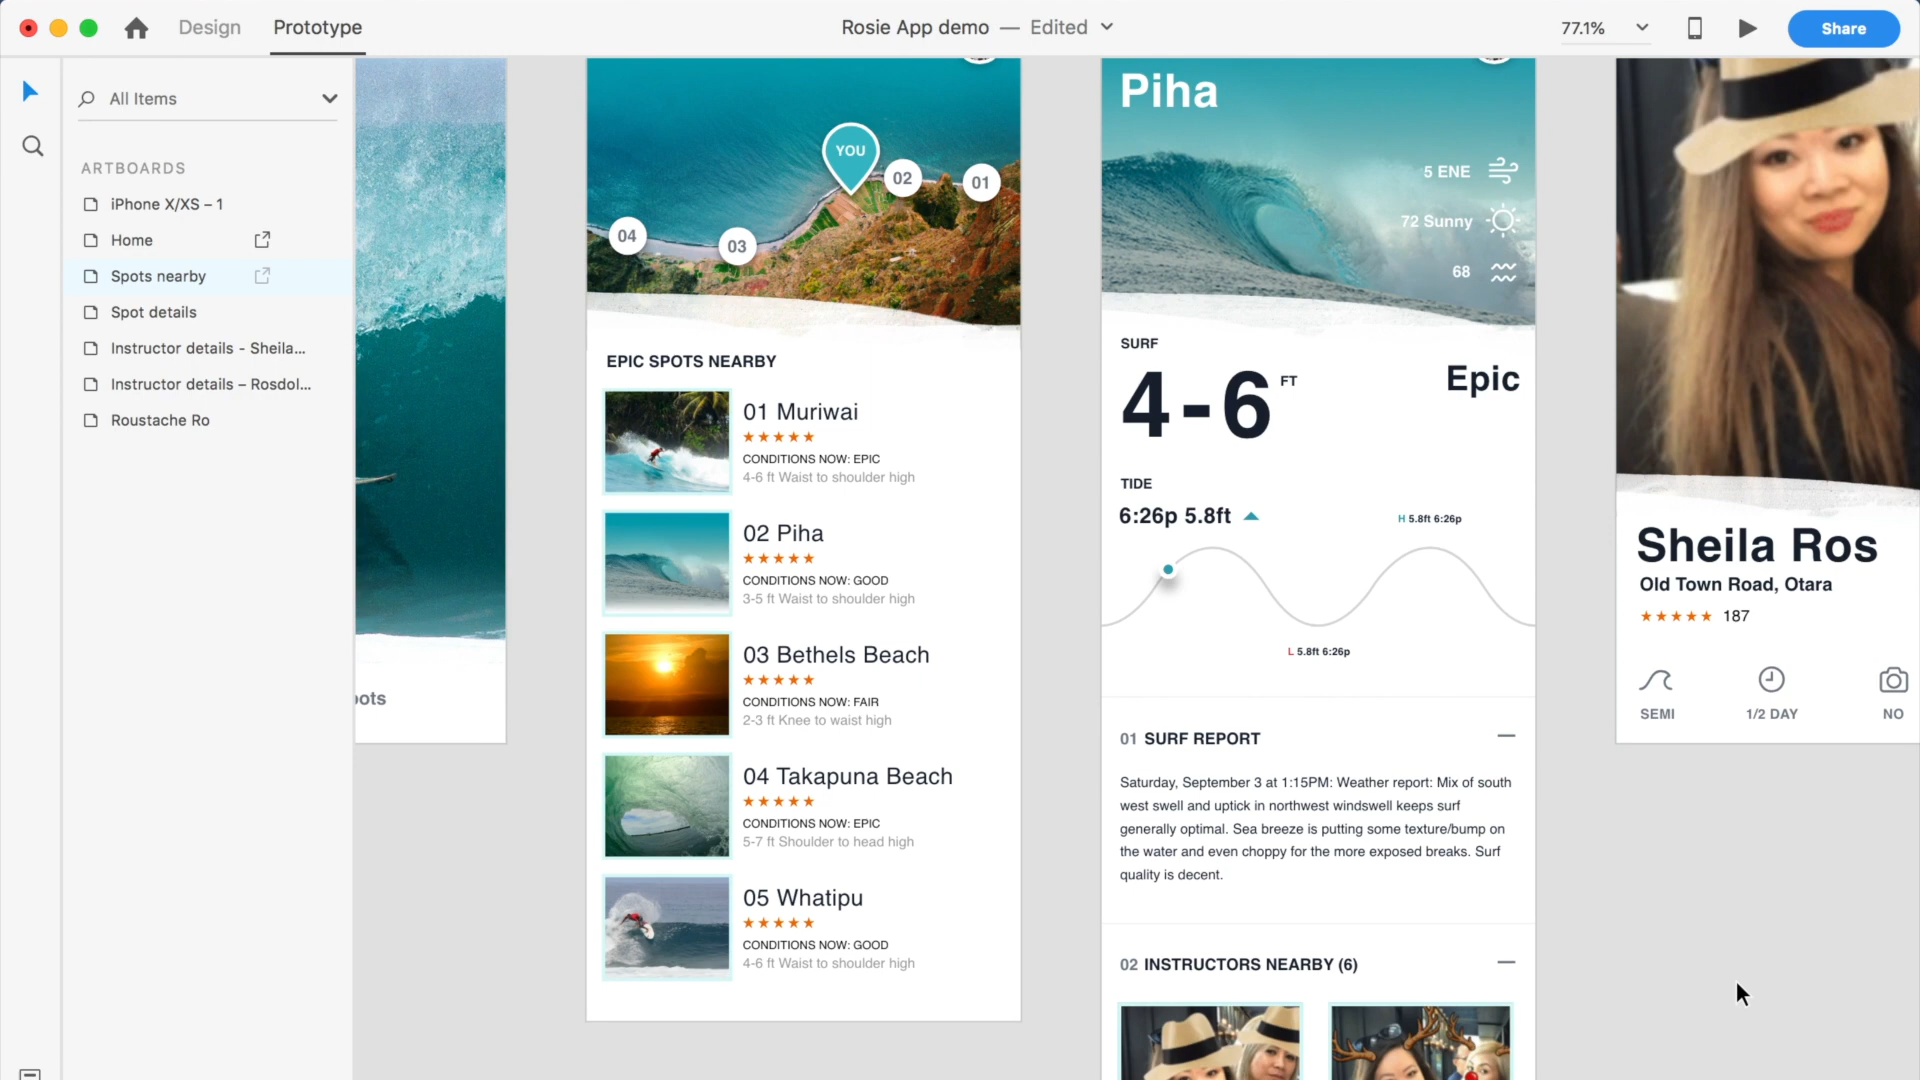 Design
Prototype
Rosie App demo — Edited
77.1%
Share
All Items
ARTBOARDS
iPhone X/XS – 1
Home
Spots nearby
Spot details
Instructor details - Sheila...
Instructor details – Rosdol...
Roustache Ro
YOU
02
01
04
03
EPIC SPOTS NEARBY
01 Muriwai
CONDITIONS NOW: EPIC
4-6 ft Waist to shoulder high
02 Piha
CONDITIONS NOW: GOOD
3-5 ft Waist to shoulder high
03 Bethels Beach
CONDITIONS NOW: FAIR
2-3 ft Knee to waist high
04 Takapuna Beach
CONDITIONS NOW: EPIC
5-7 ft Shoulder to head high
05 Whatipu
CONDITIONS NOW: GOOD
4-6 ft Waist to shoulder high
Piha
5 ENE
72 Sunny
68
SURF
4-6 FT
Epic
TIDE
6:26p 5.8ft
H 5.8ft 6:26p
L 5.8ft 6:26p
01 SURF REPORT
Saturday, September 3 at 1:15PM: Weather report: Mix of south
west swell and uptick in northwest windswell keeps surf
generally optimal. Sea breeze is putting some texture/bump on
the water and even choppy for the more exposed breaks. Surf
quality is decent.
02 INSTRUCTORS NEARBY (6)
Sheila Ros
Old Town Road, Otara
187
SEMI
1/2 DAY
NO